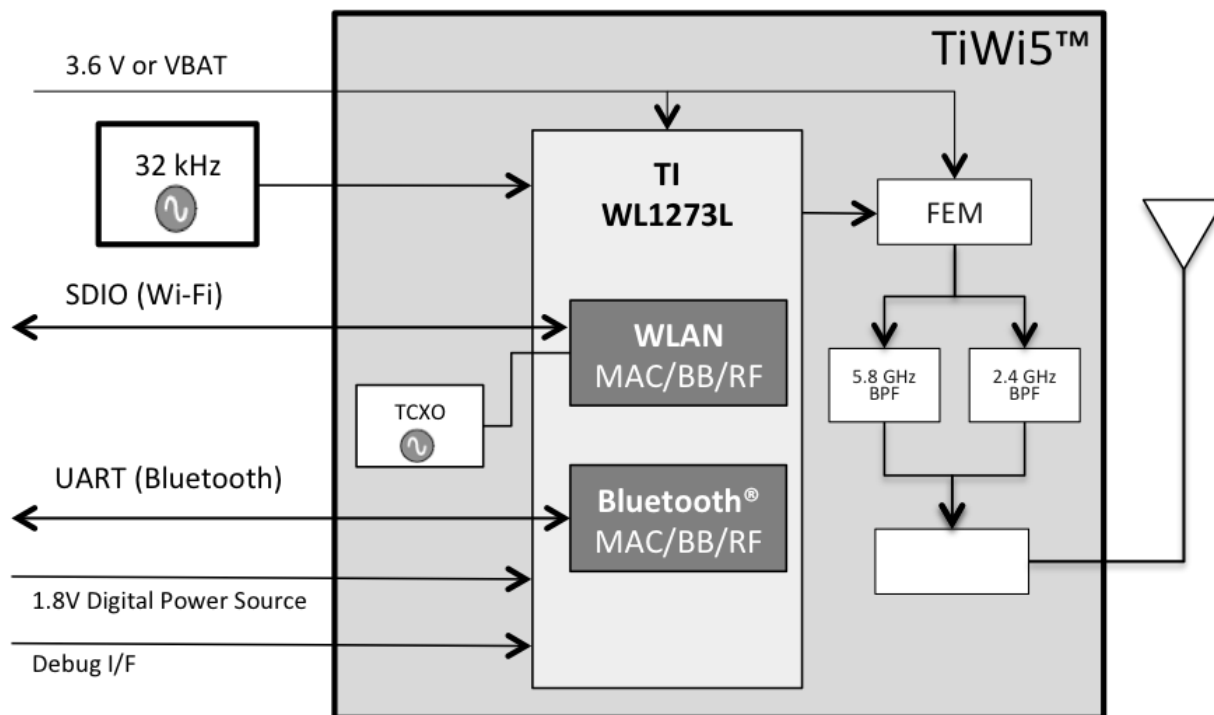 TiWi5™
3.6 V or VBAT
32 kHz
TI
WL1273L
FEM
SDIO (Wi-Fi)
WLAN
MAC/BB/RF
5.8 GHz
BPF
2.4 GHz
BPF
TCXO
UART (Bluetooth)
Bluetooth®
MAC/BB/RF
1.8V Digital Power Source
Debug I/F